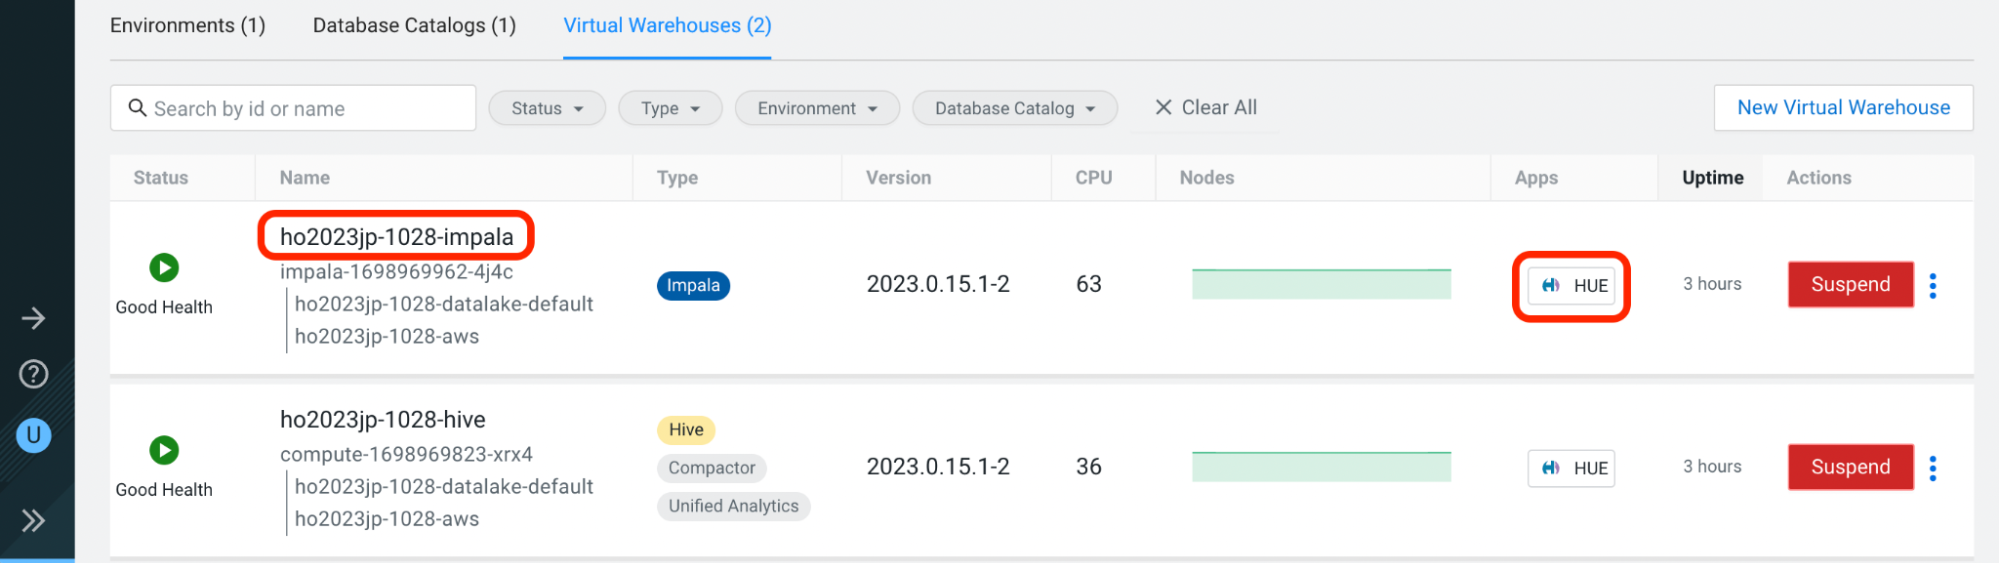 Environments (1) Database Catalogs (1) Virtual Warehouses (2)
Search by id or name Status Type Environment Database Catalog Clear All New Virtual Warehouse
Status Name Type Version CPU Nodes Apps Uptime Actions
ho2023jp-1028-impala
impala-1698969962-4j4c
Good Health ho2023jp-1028-datalake-default Impala 2023.0.15.1-2 63 HUE 3 hours Suspend
ho2023jp-1028-aws
ho2023jp-1028-hive
Hive
compute-1698969823-xrx4
Compactor 2023.0.15.1-2 36 HUE 3 hours Suspend
Good Health ho2023jp-1028-datalake-default
Unified Analytics
ho2023jp-1028-aws
U